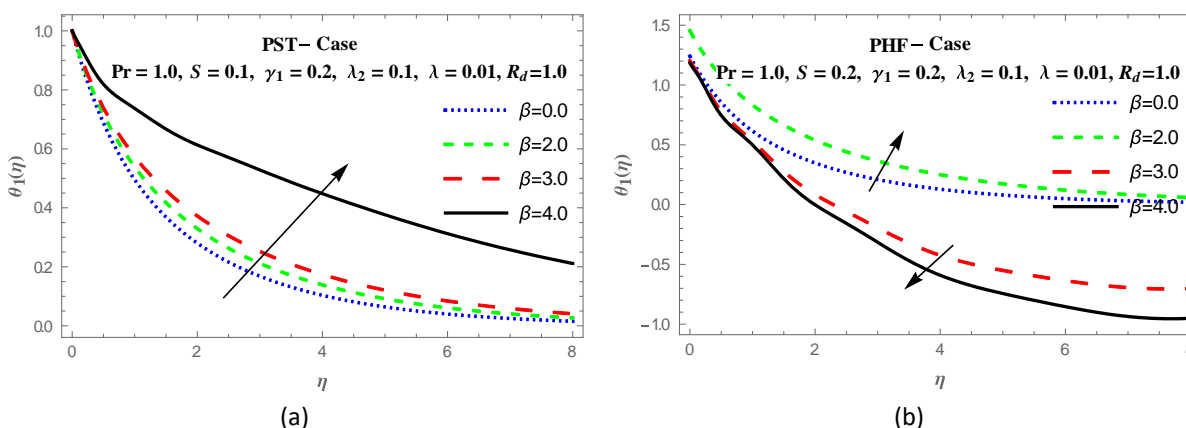 PST – Case
Pr = 1.0, S = 0.1, γ1 = 0.2, λ2 = 0.1, λ = 0.01, Rd=1.0
β=0.0
β=2.0
β=3.0
β=4.0
1.0
0.8
0.6
0.4
0.2
0.0
θ1(η)
0
2
4
6
8
η
(a)
PHF – Case
Pr = 1.0, S = 0.2, γ1 = 0.2, λ2 = 0.1, λ = 0.01, Rd=1.0
β=0.0
β=2.0
β=3.0
β=4.0
1.5
1.0
0.5
0.0
−0.5
−1.0
θ1(η)
0
2
4
6
η
(b)